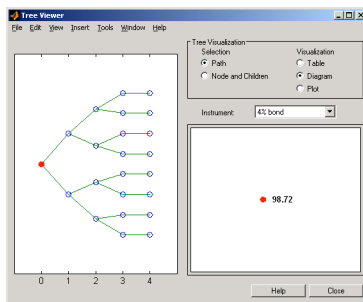 Tree Viewer
File Edit View Insert Tools Window Help
Tree Visualization
Selection
Path
Node and Children
Visualization
Table
Diagram
Plot
Instrument: 4% bond
98.72
0 1 2 3 4
Help Close